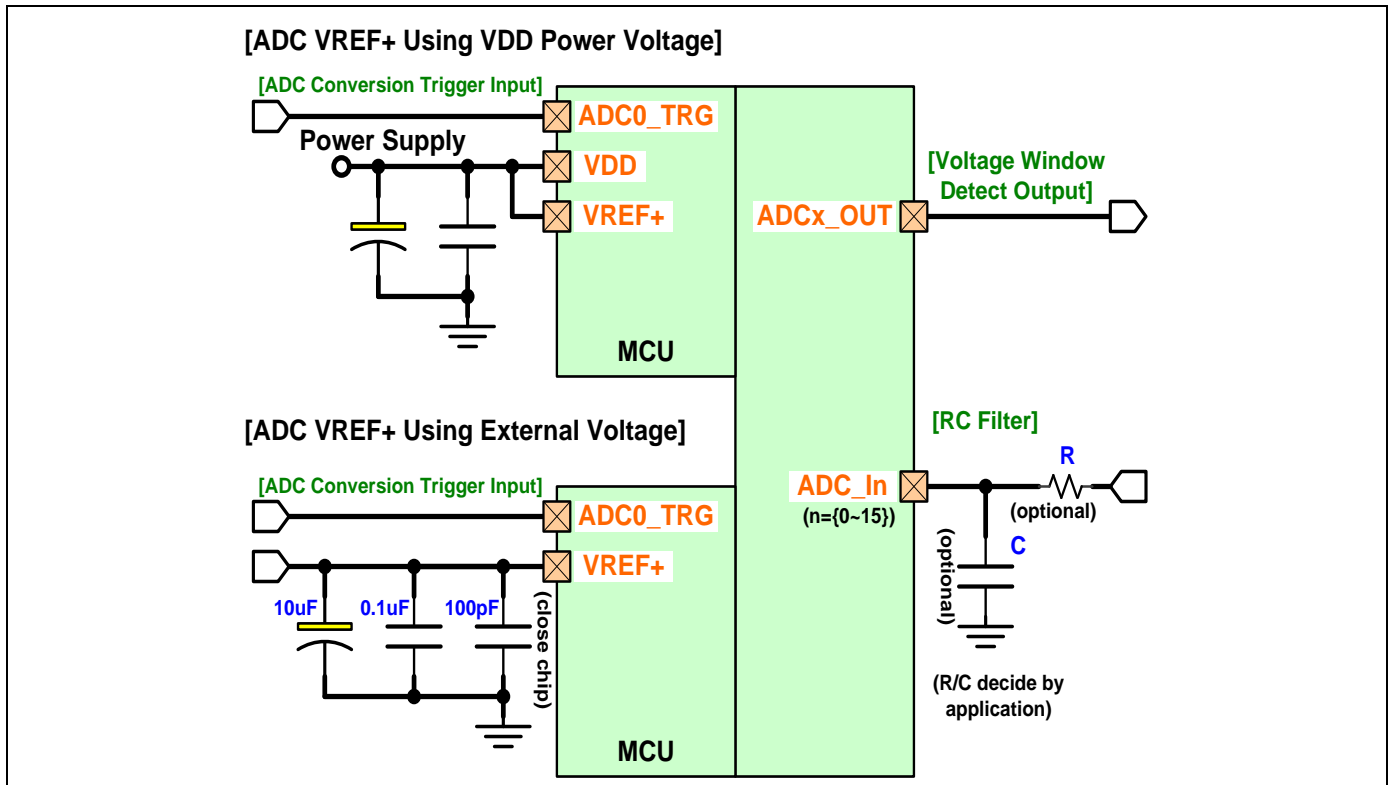 [ADC VREF+ Using VDD Power Voltage]
[ADC Conversion Trigger Input]
ADC0_TRG
Power Supply
VDD
VREF+
MCU
[Voltage Window
Detect Output]
ADCx_OUT
[ADC VREF+ Using External Voltage]
[ADC Conversion Trigger Input]
ADC0_TRG
VREF+
10uF
0.1uF
100pF
(close chip)
MCU
[RC Filter]
R
ADC_In
(n={0~15})
(optional)
C
(optional)
(R/C decide by
application)